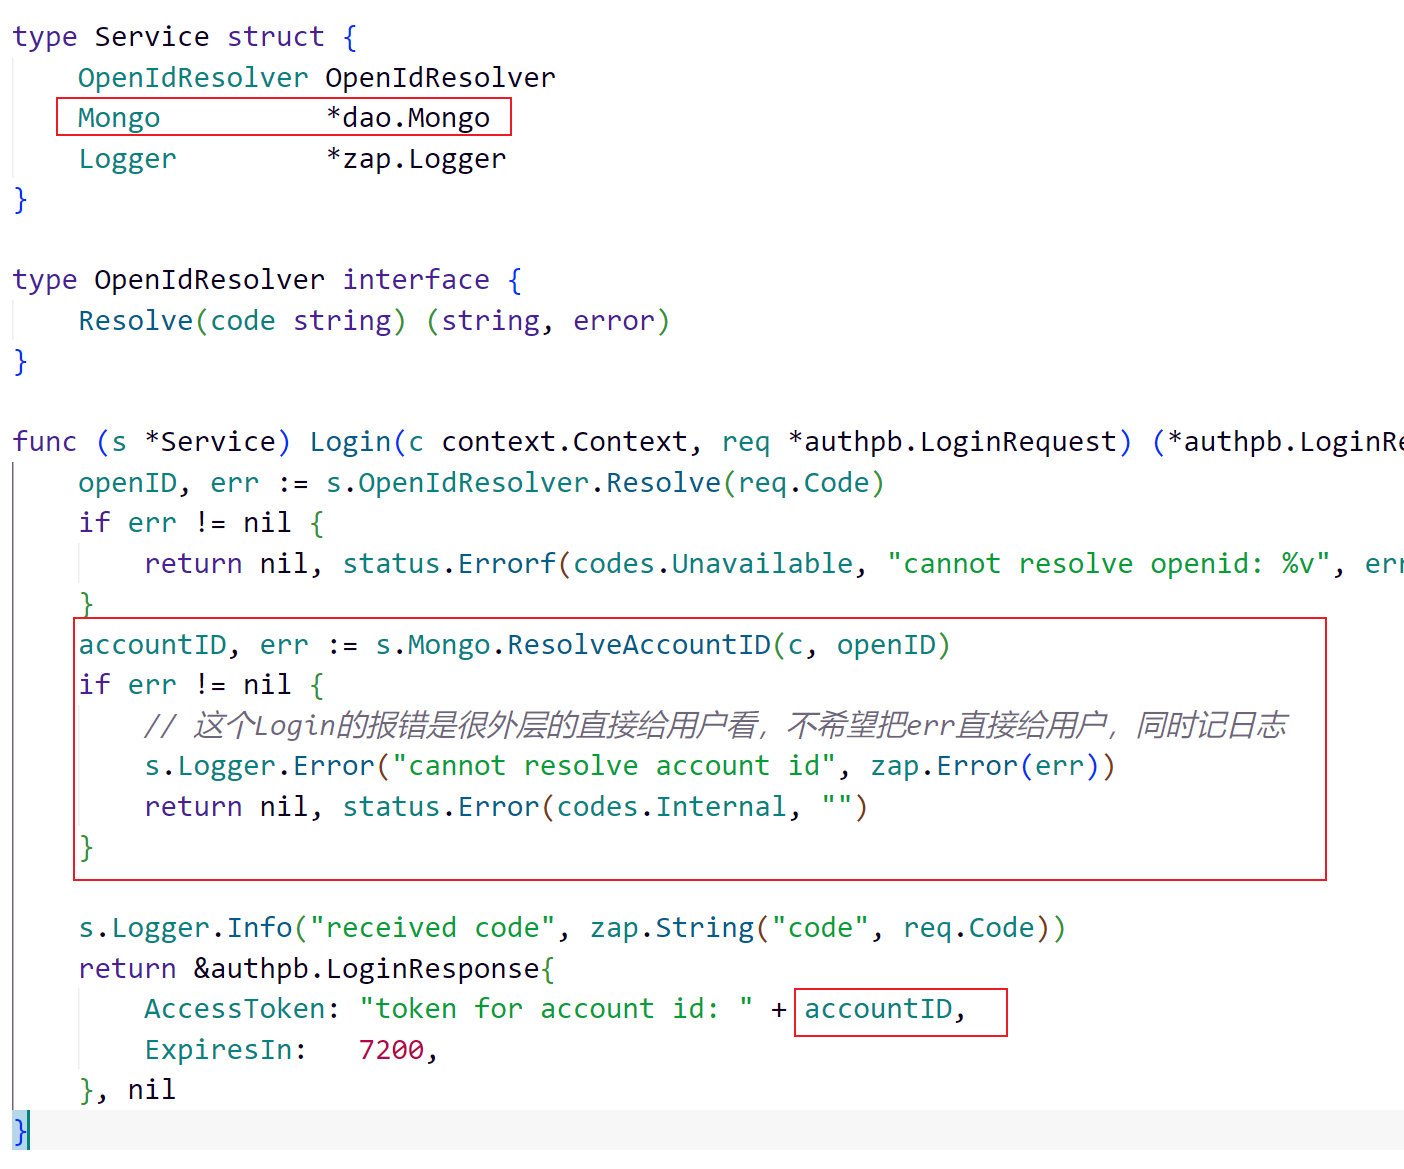 type Service struct {
    OpenIdResolver OpenIdResolver
    Mongo          *dao.Mongo
    Logger         *zap.Logger
}

type OpenIdResolver interface {
    Resolve(code string) (string, error)
}

func (s *Service) Login(c context.Context, req *authpb.LoginRequest) (*authpb.LoginRe
    openID, err := s.OpenIdResolver.Resolve(req.Code)
    if err != nil {
        return nil, status.Errorf(codes.Unavailable, "cannot resolve openid: %v", err
    }
    accountID, err := s.Mongo.ResolveAccountID(c, openID)
    if err != nil {
        // 这个Login的报错是很外层的直接给用户看，不希望把err直接给用户，同时记日志
        s.Logger.Error("cannot resolve account id", zap.Error(err))
        return nil, status.Error(codes.Internal, "")
    }

    s.Logger.Info("received code", zap.String("code", req.Code))
    return &authpb.LoginResponse{
        AccessToken: "token for account id: " + accountID,
        ExpiresIn:   7200,
    }, nil
}